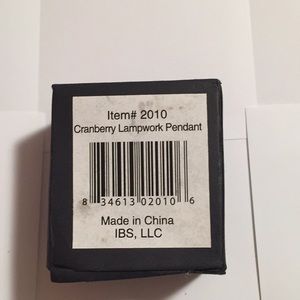 Item# 2010
Cranberry Lampwork Pendant
8 34613 02010 6
Made in China
IBS, LLC